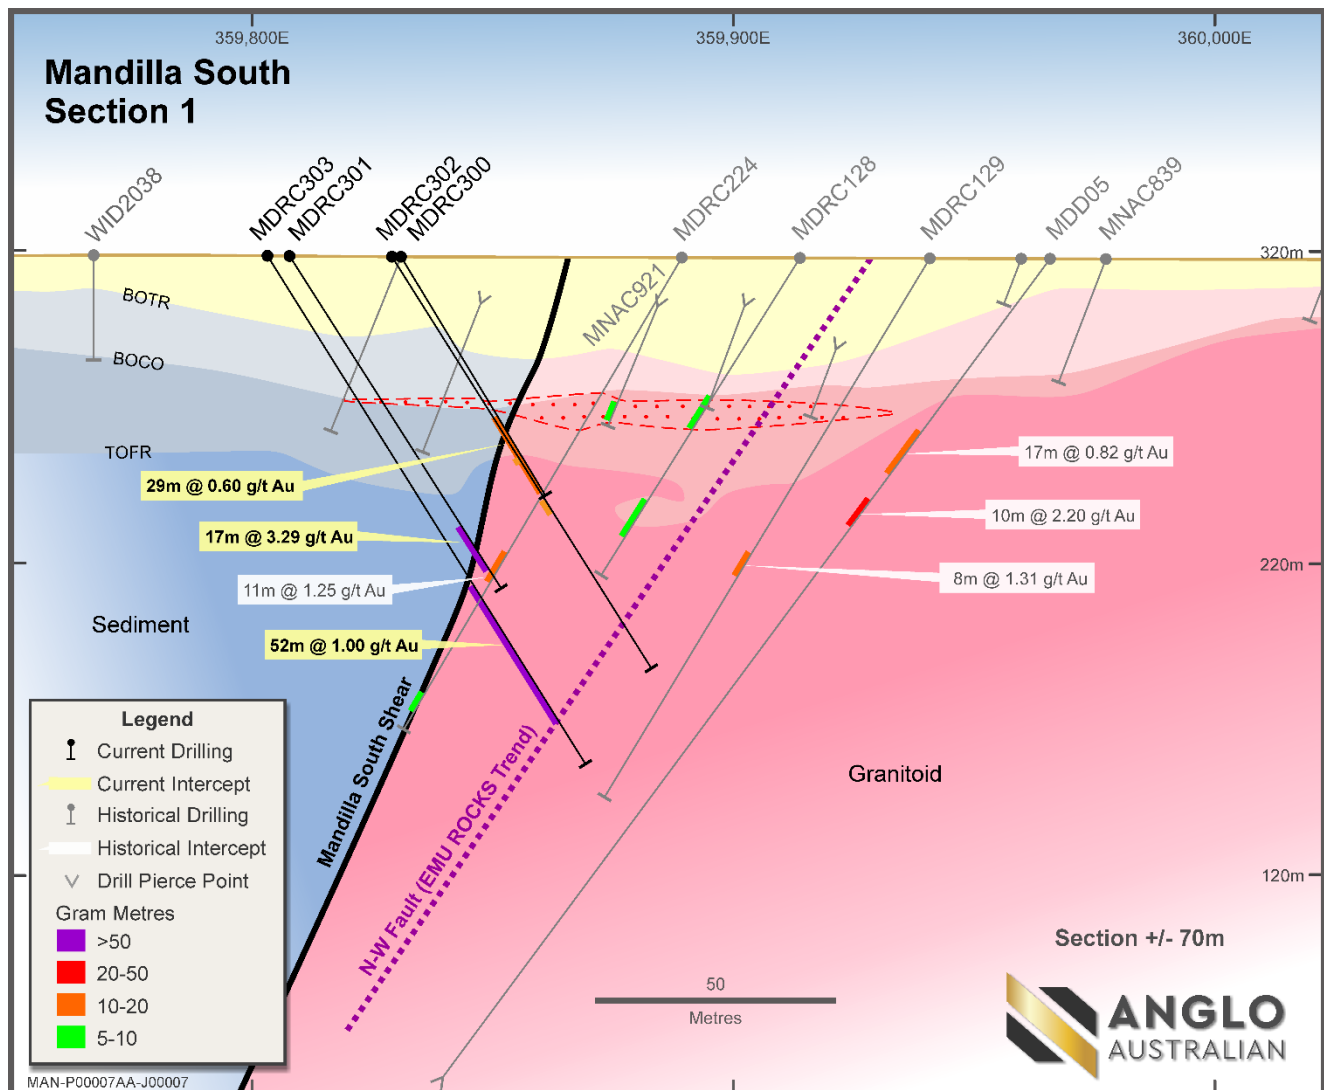 359,800E
359,900E
360,000E
Mandilla South
Section 1
WID2038
MDRC303
MDRC301
MDRC302
MDRC300
MNAC921
MDRC224
MDRC128
MDRC129
MDD05
MNAC839
320m
BOTR
BOCO
TOFR
29m @ 0.60 g/t Au
17m @ 0.82 g/t Au
17m @ 3.29 g/t Au
10m @ 2.20 g/t Au
220m
11m @ 1.25 g/t Au
8m @ 1.31 g/t Au
Sediment
52m @ 1.00 g/t Au
Mandilla South Shear
N-W Fault (EMU ROCKS Trend)
Granitoid
120m
Legend
Current Drilling
Current Intercept
Historical Drilling
Historical Intercept
Drill Pierce Point
Gram Metres
>50
20-50
10-20
5-10
Section +/- 70m
50
Metres
ANGLO
AUSTRALIAN
MAN-P00007AA-J00007